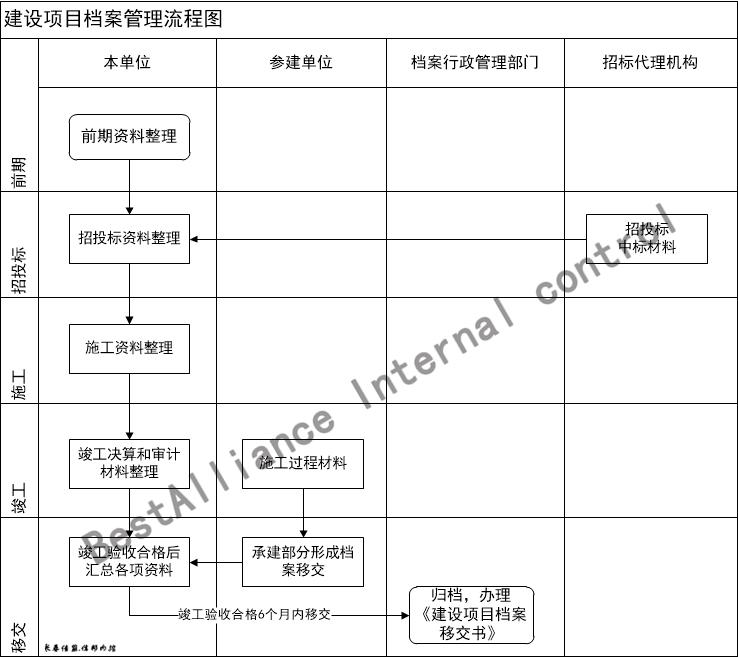 建设项目档案管理流程图
本单位
参建单位
档案行政管理部门
招标代理机构
前期
前期资料整理
招投标
招投标资料整理
招投标
中标材料
施工
施工资料整理
竣工
竣工决算和审计
材料整理
施工过程材料
移交
竣工验收合格后
汇总各项资料
承建部分形成档
案移交
竣工验收合格6个月内移交
归档，办理
《建设项目档案
移交书》
BestAlliance Internal control